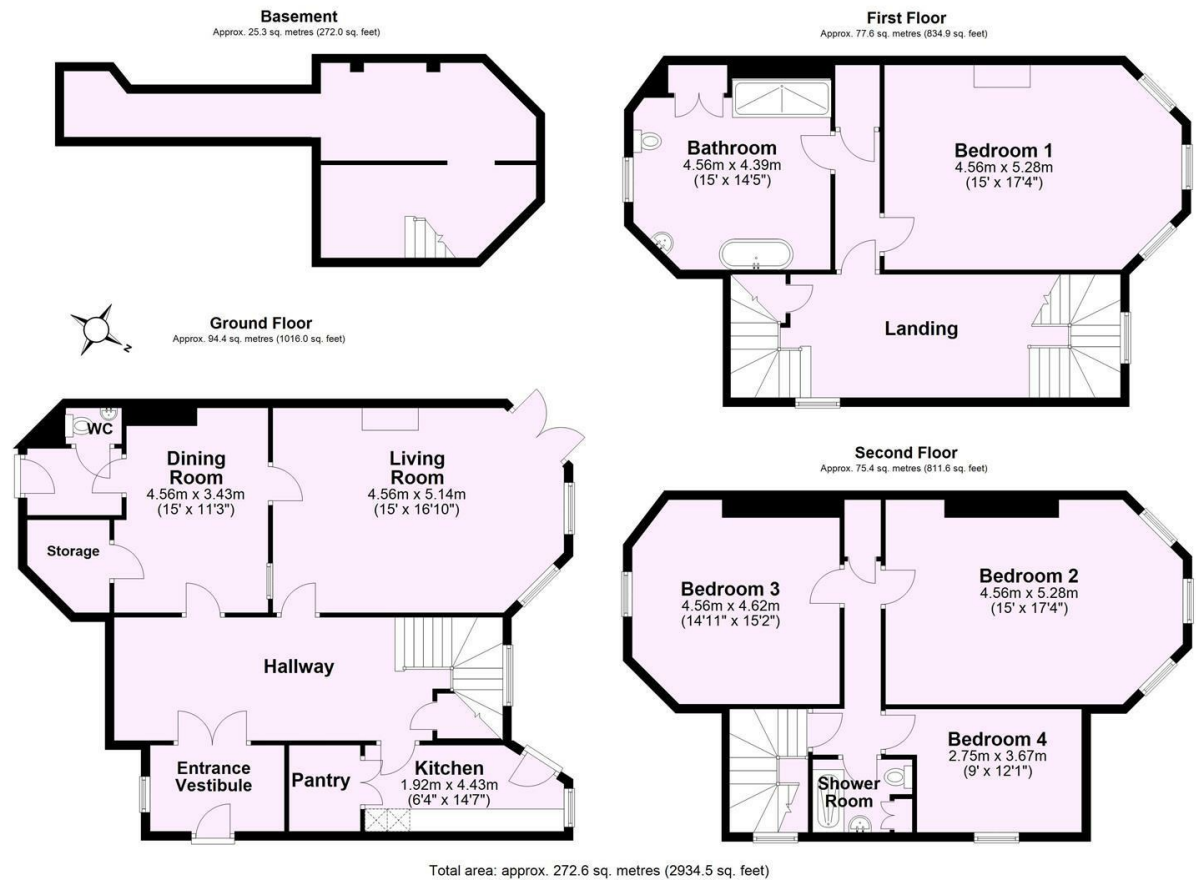 Basement
Approx. 25.3 sq. metres (272.0 sq. feet)
First Floor
Approx. 77.6 sq. metres (834.9 sq. feet)
Bathroom
4.56m x 4.39m
(15' x 14'5")
Bedroom 1
4.56m x 5.28m
(15' x 17'4")
Landing
N
Ground Floor
Approx. 94.4 sq. metres (1016.0 sq. feet)
WC
Dining
Room
4.56m x 3.43m
(15' x 11'3")
Living
Room
4.56m x 5.14m
(15' x 16'10")
Storage
Hallway
Entrance
Vestibule
Pantry
Kitchen
1.92m x 4.43m
(6'4" x 14'7")
Second Floor
Approx. 75.4 sq. metres (811.6 sq. feet)
Bedroom 3
4.56m x 4.62m
(14'11" x 15'2")
Bedroom 2
4.56m x 5.28m
(15' x 17'4")
Bedroom 4
2.75m x 3.67m
(9' x 12'1")
Shower
Room
Total area: approx. 272.6 sq. metres (2934.5 sq. feet)